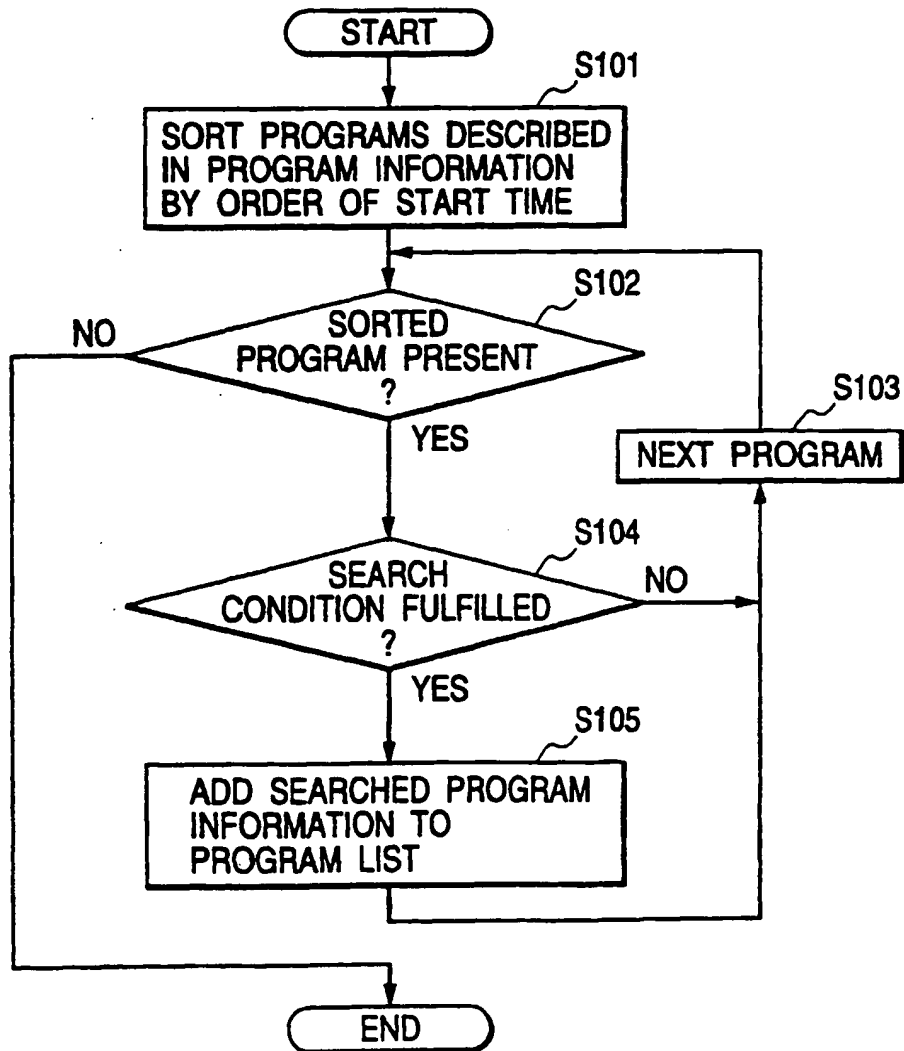 START
S101
SORT PROGRAMS DESCRIBED
IN PROGRAM INFORMATION
BY ORDER OF START TIME
S102
NO
SORTED
PROGRAM PRESENT
?
YES
S103
NEXT PROGRAM
S104
SEARCH
CONDITION FULFILLED
?
NO
YES
S105
ADD SEARCHED PROGRAM
INFORMATION TO
PROGRAM LIST
END